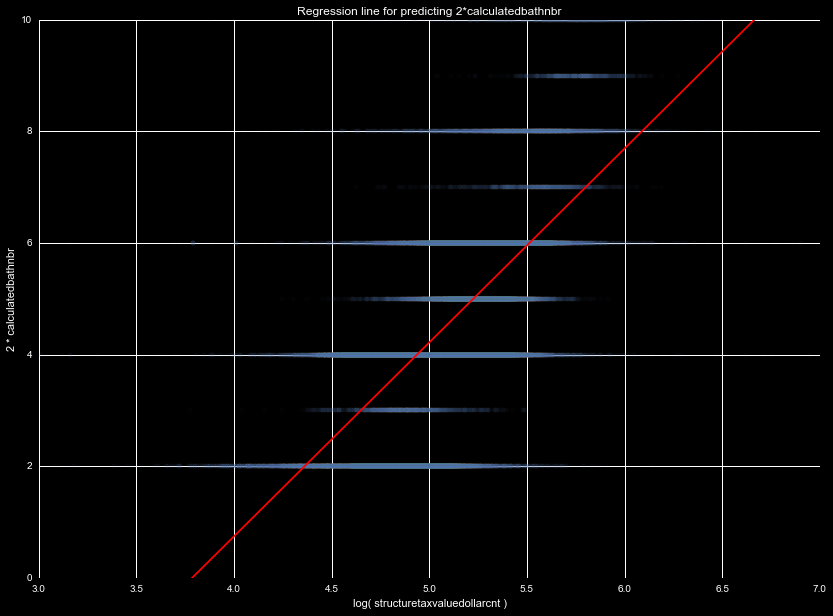 Regression line for predicting 2*calculatedbathnbr
10
8
6
4
2
0
2 * calculatedbathnbr
3.0 3.5 4.0 4.5 5.0 5.5 6.0 6.5 7.0
log( structuretaxvaluedollarcnt )